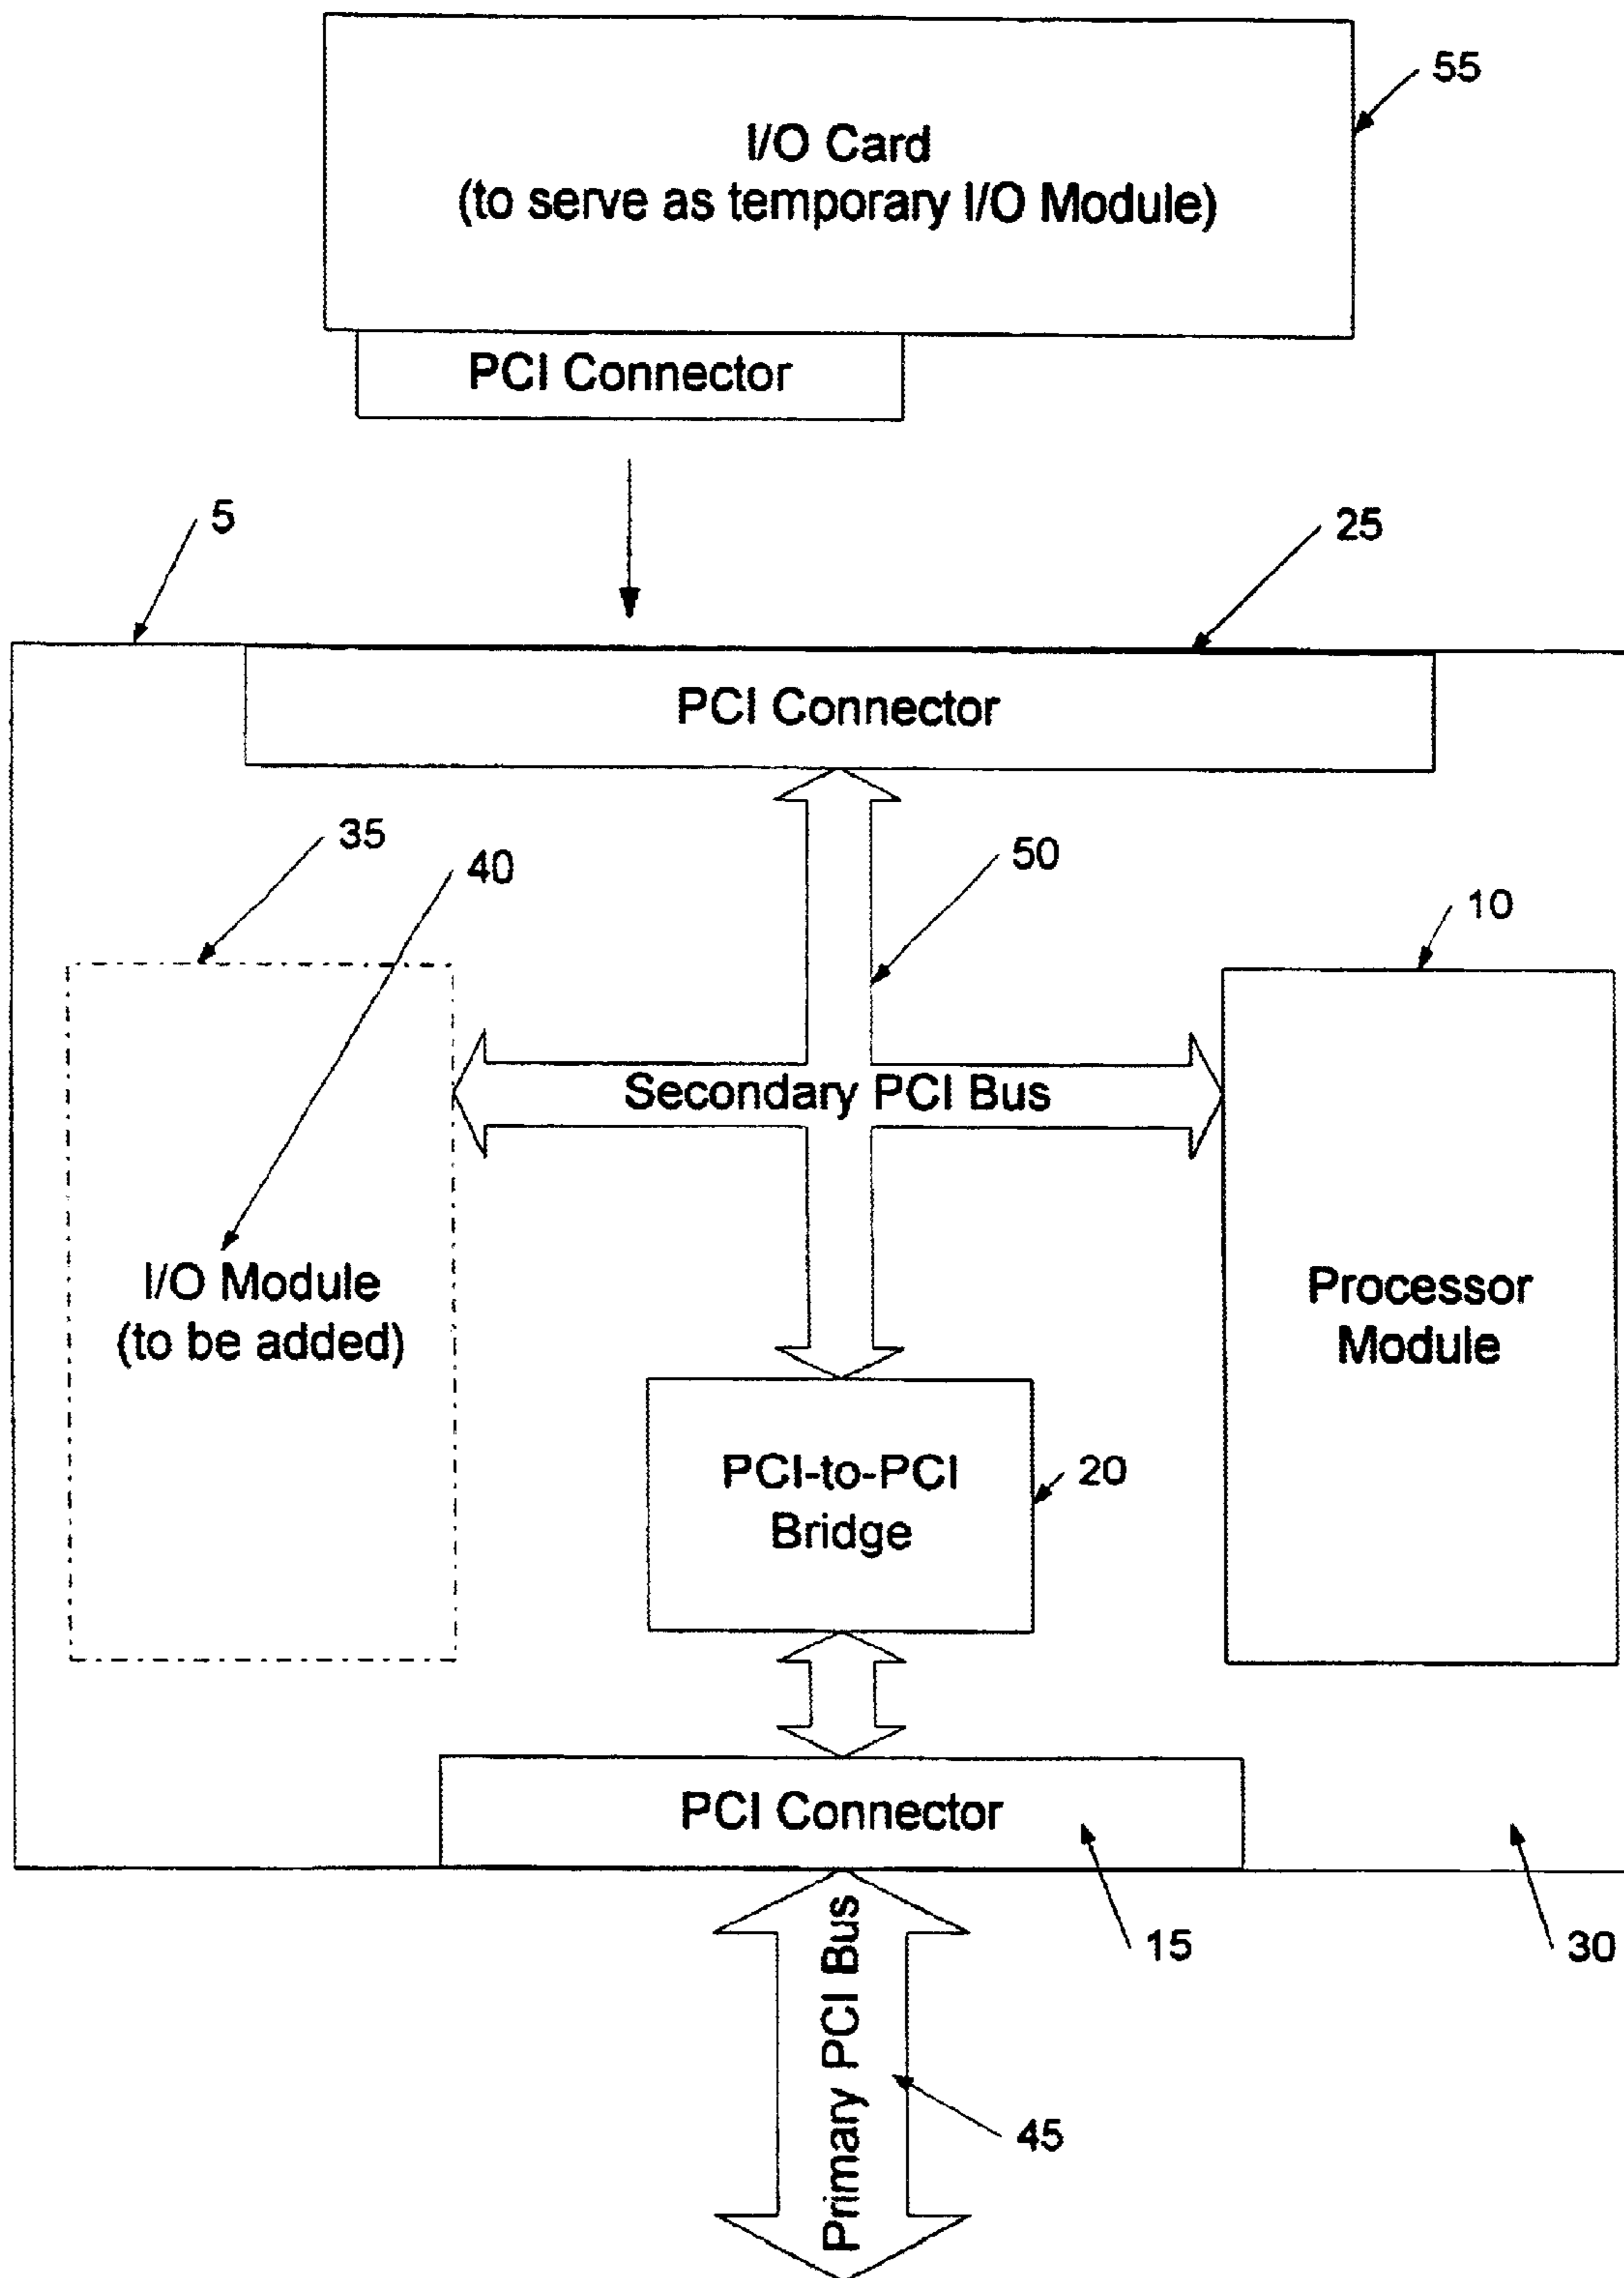 55
I/O Card
(to serve as temporary I/O Module)
PCI Connector
5
25
PCI Connector
35
40
50
10
Secondary PCI Bus
I/O Module
(to be added)
Processor
Module
PCI-to-PCI
Bridge
20
PCI Connector
15
30
Primary PCI Bus
45